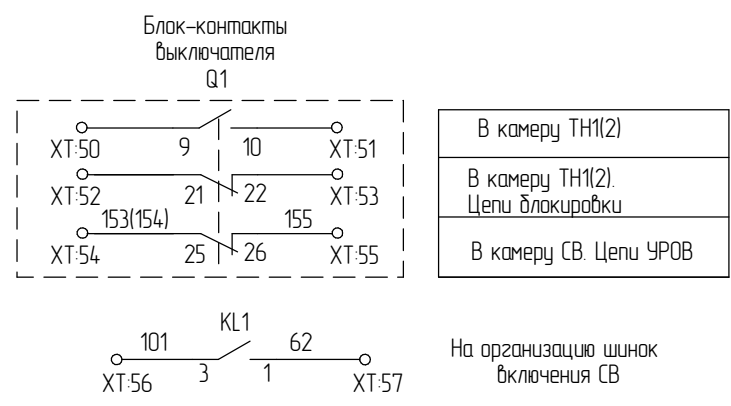 Блок-контакты
выключателя
Q1
XT:50 9 10 XT:51
В камеру ТН1(2)
XT:52 21 22 XT:53
В камеру ТН1(2).
Цепи блокировки
153(154) 155
XT:54 25 26 XT:55
В камеру СВ. Цепи УРОВ
KL1
101 62
XT:56 3 1 XT:57
На организацию шинок
включения СВ